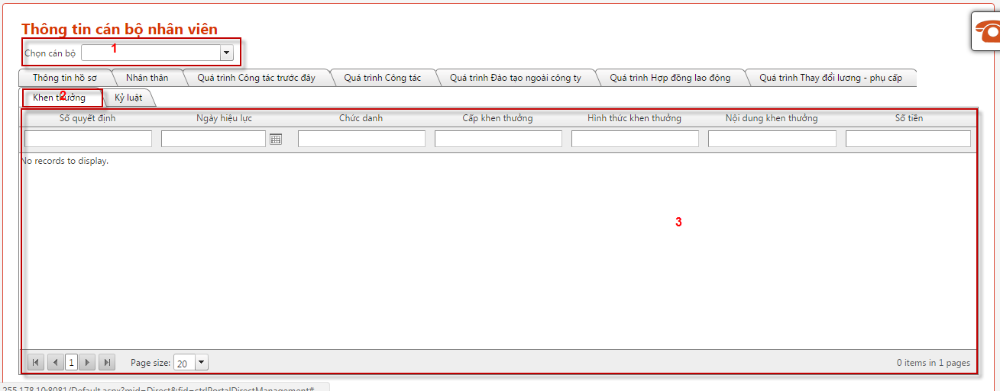 Thông tin cán bộ nhân viên
Chọn cán bộ 1
Thông tin hồ sơ Nhân thân Quá trình Công tác trước đây Quá trình Công tác Quá trình Đào tạo ngoài công ty Quá trình Hợp đồng lao động Quá trình Thay đổi lương - phụ cấp
Khen thưởng 2 Kỷ luật
Số quyết định Ngày hiệu lực Chức danh Cấp khen thưởng Hình thức khen thưởng Nội dung khen thưởng Số tiền
No records to display.
3
1 Page size: 20 0 items in 1 pages
255.178.10:8081/Default.aspx?mid=Direct&fid=ctrlPortalDirectManagement#